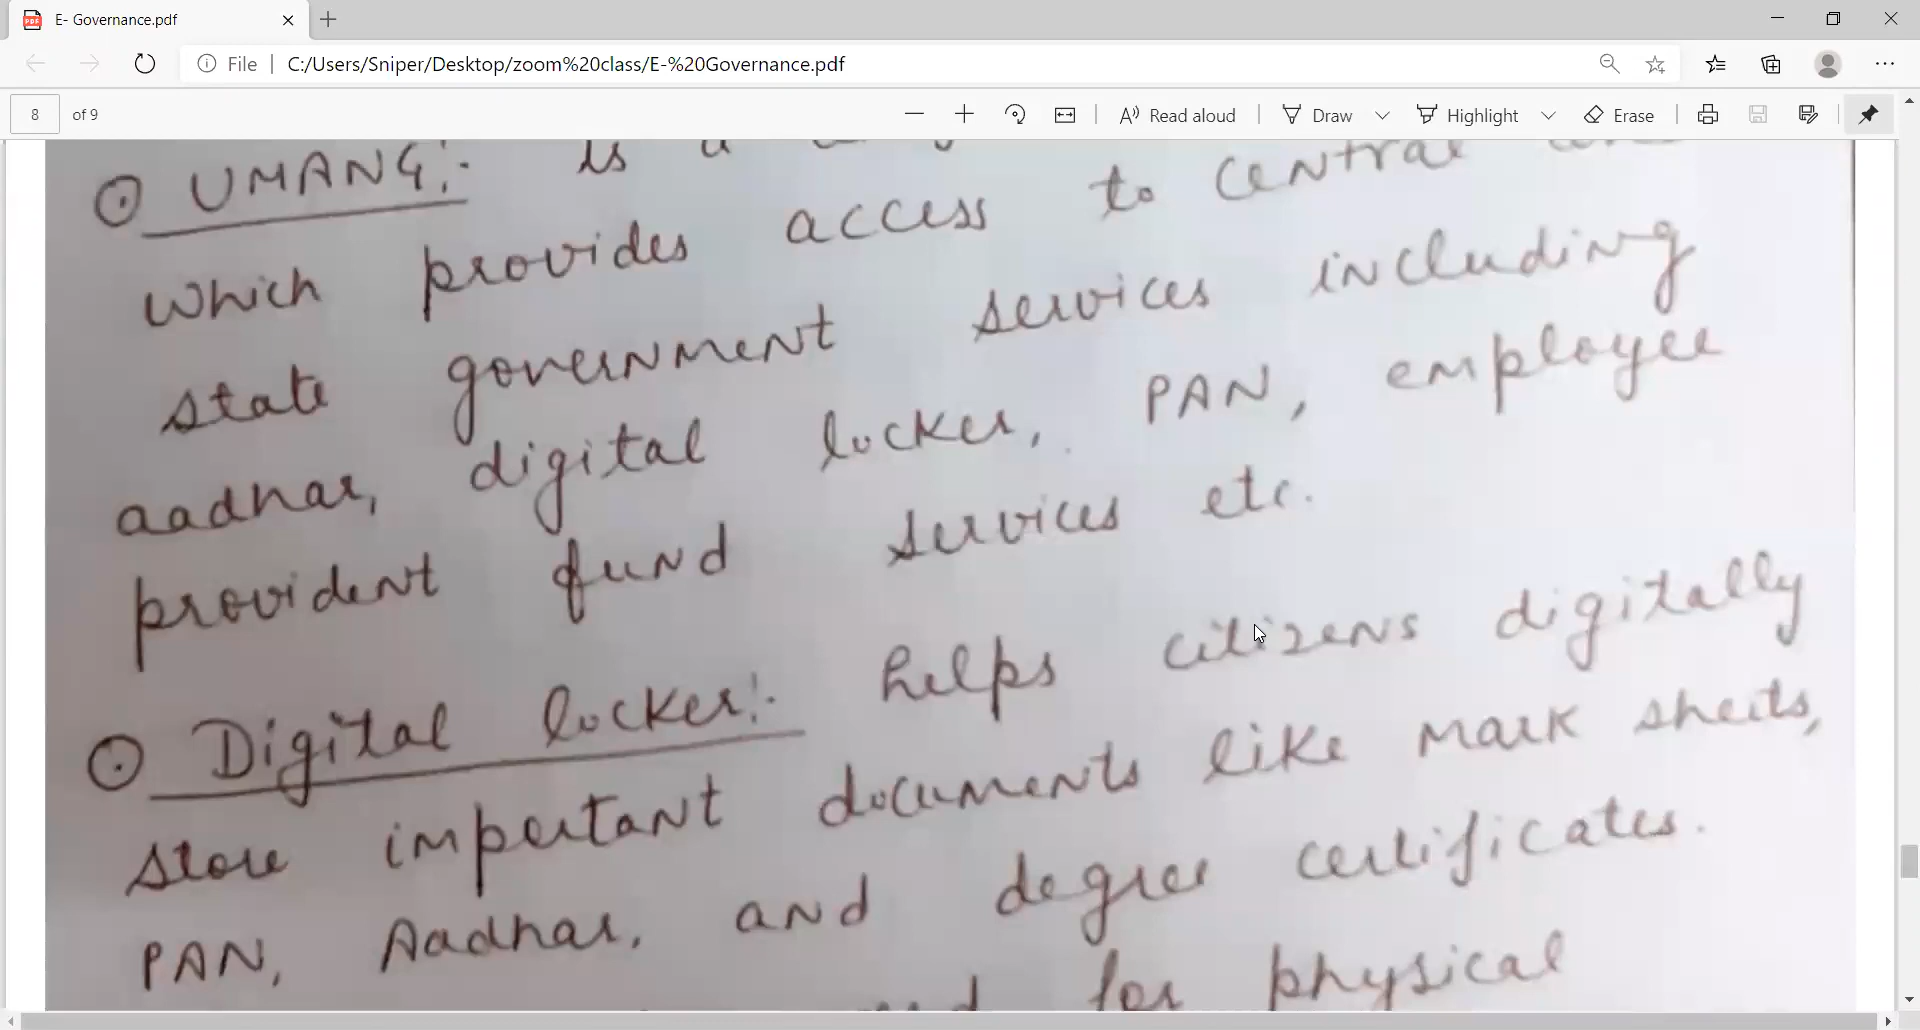 E- Governance.pdf
File C:/Users/Sniper/Desktop/zoom%20class/E-%20Governance.pdf
8 of 9 Read aloud Draw Highlight Erase
UMANG:- is a
which provides access to central
state government services including
aadhar, digital locker, PAN, employee
provident fund services etc.
Digital locker:- helps citizens digitally
store important documents like mark sheets,
PAN, Aadhar, and degree certificates.
for physical